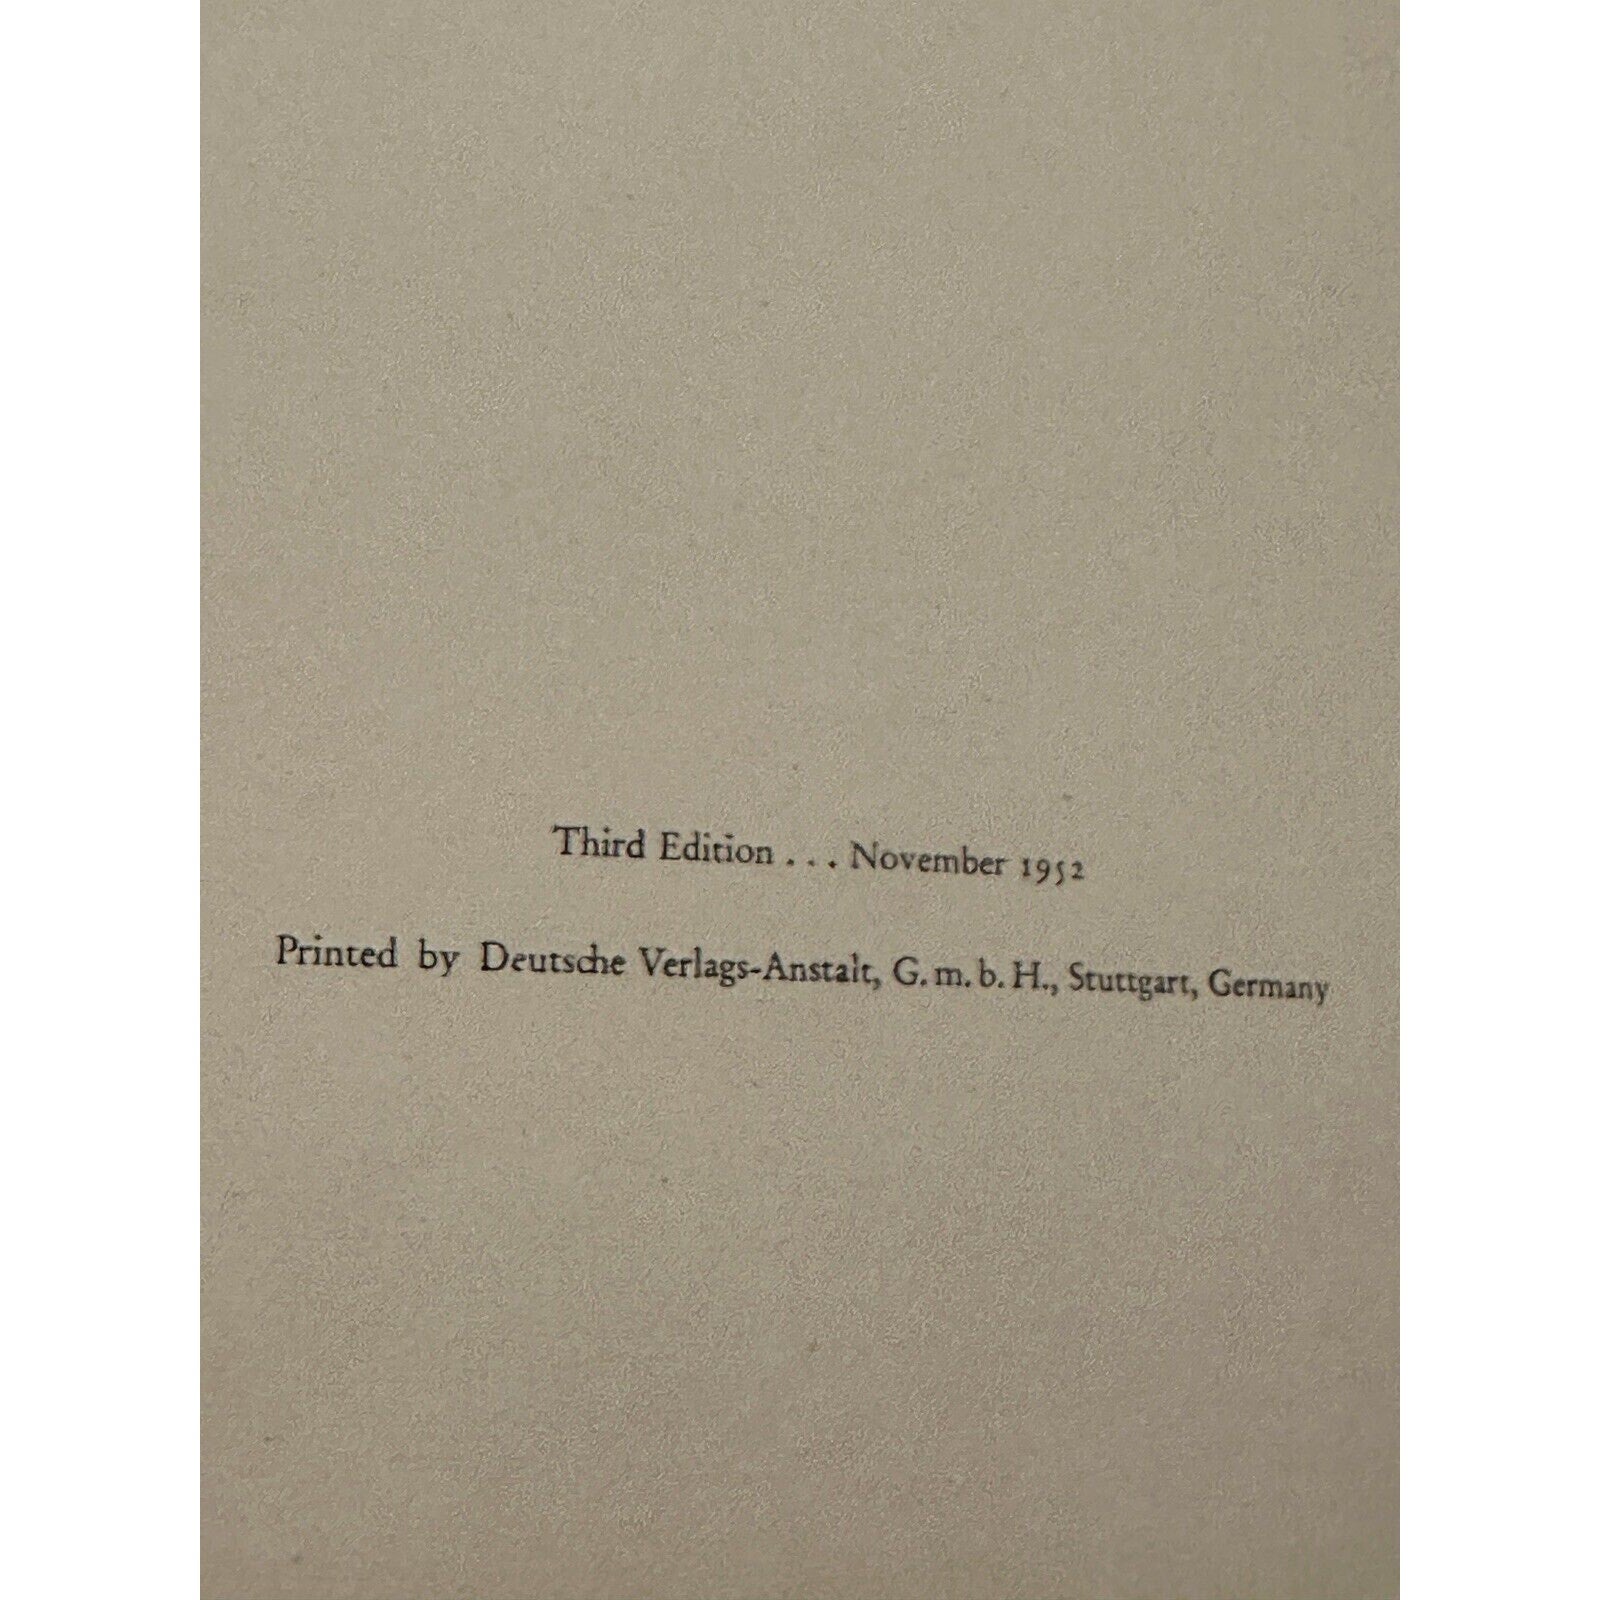 Third Edition . . . November 1952
Printed by Deutsche Verlags-Anstalt, G. m. b. H., Stuttgart, Germany